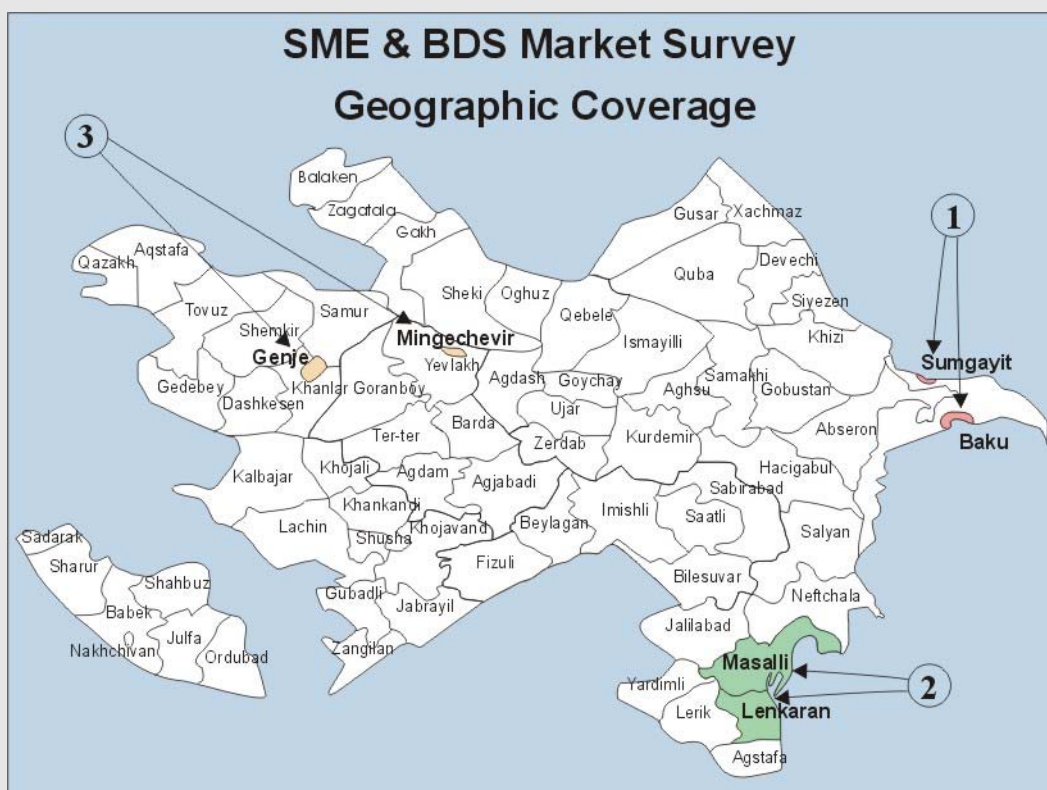 SME & BDS Market Survey
Geographic Coverage
3
1
2
Balaken
Zagatala
Gakh
Gusar
Xachmaz
Aqstafa
Qazakh
Quba
Devechi
Sheki
Oghuz
Siyezen
Tovuz
Samur
Qebele
Khizi
Shemkir
Mingechevir
Ismayilli
Genje
Yevlakh
Sumgayit
Gedebey
Khanlar
Goranboy
Agdash
Goychay
Samakhi
Gobustan
Dashkesen
Aghsu
Ujar
Barda
Abseron
Ter-ter
Zerdab
Kurdemir
Baku
Khojali
Agdam
Hacigabul
Kalbajar
Agjabadi
Sabirabad
Khankandi
Imishli
Saatli
Lachin
Khojavand
Beylagan
Salyan
Shusha
Sadarak
Sharur
Fizuli
Shahbuz
Bilesuvar
Gubadli
Neftchala
Babek
Jabrayil
Jalilabad
Julfa
Nakhchivan
Ordubad
Zangilan
Masalli
Yardimli
Lerik
Lenkaran
Agstafa